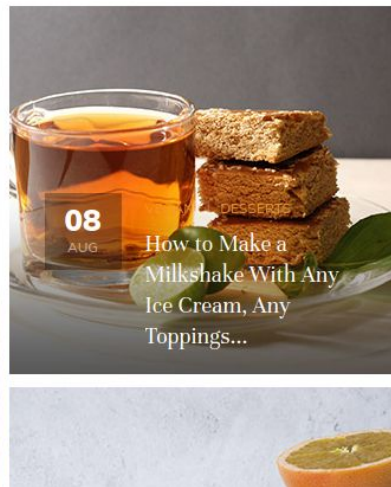 08
AUG
DESSERTS
How to Make a
Milkshake With Any
Ice Cream, Any
Toppings...